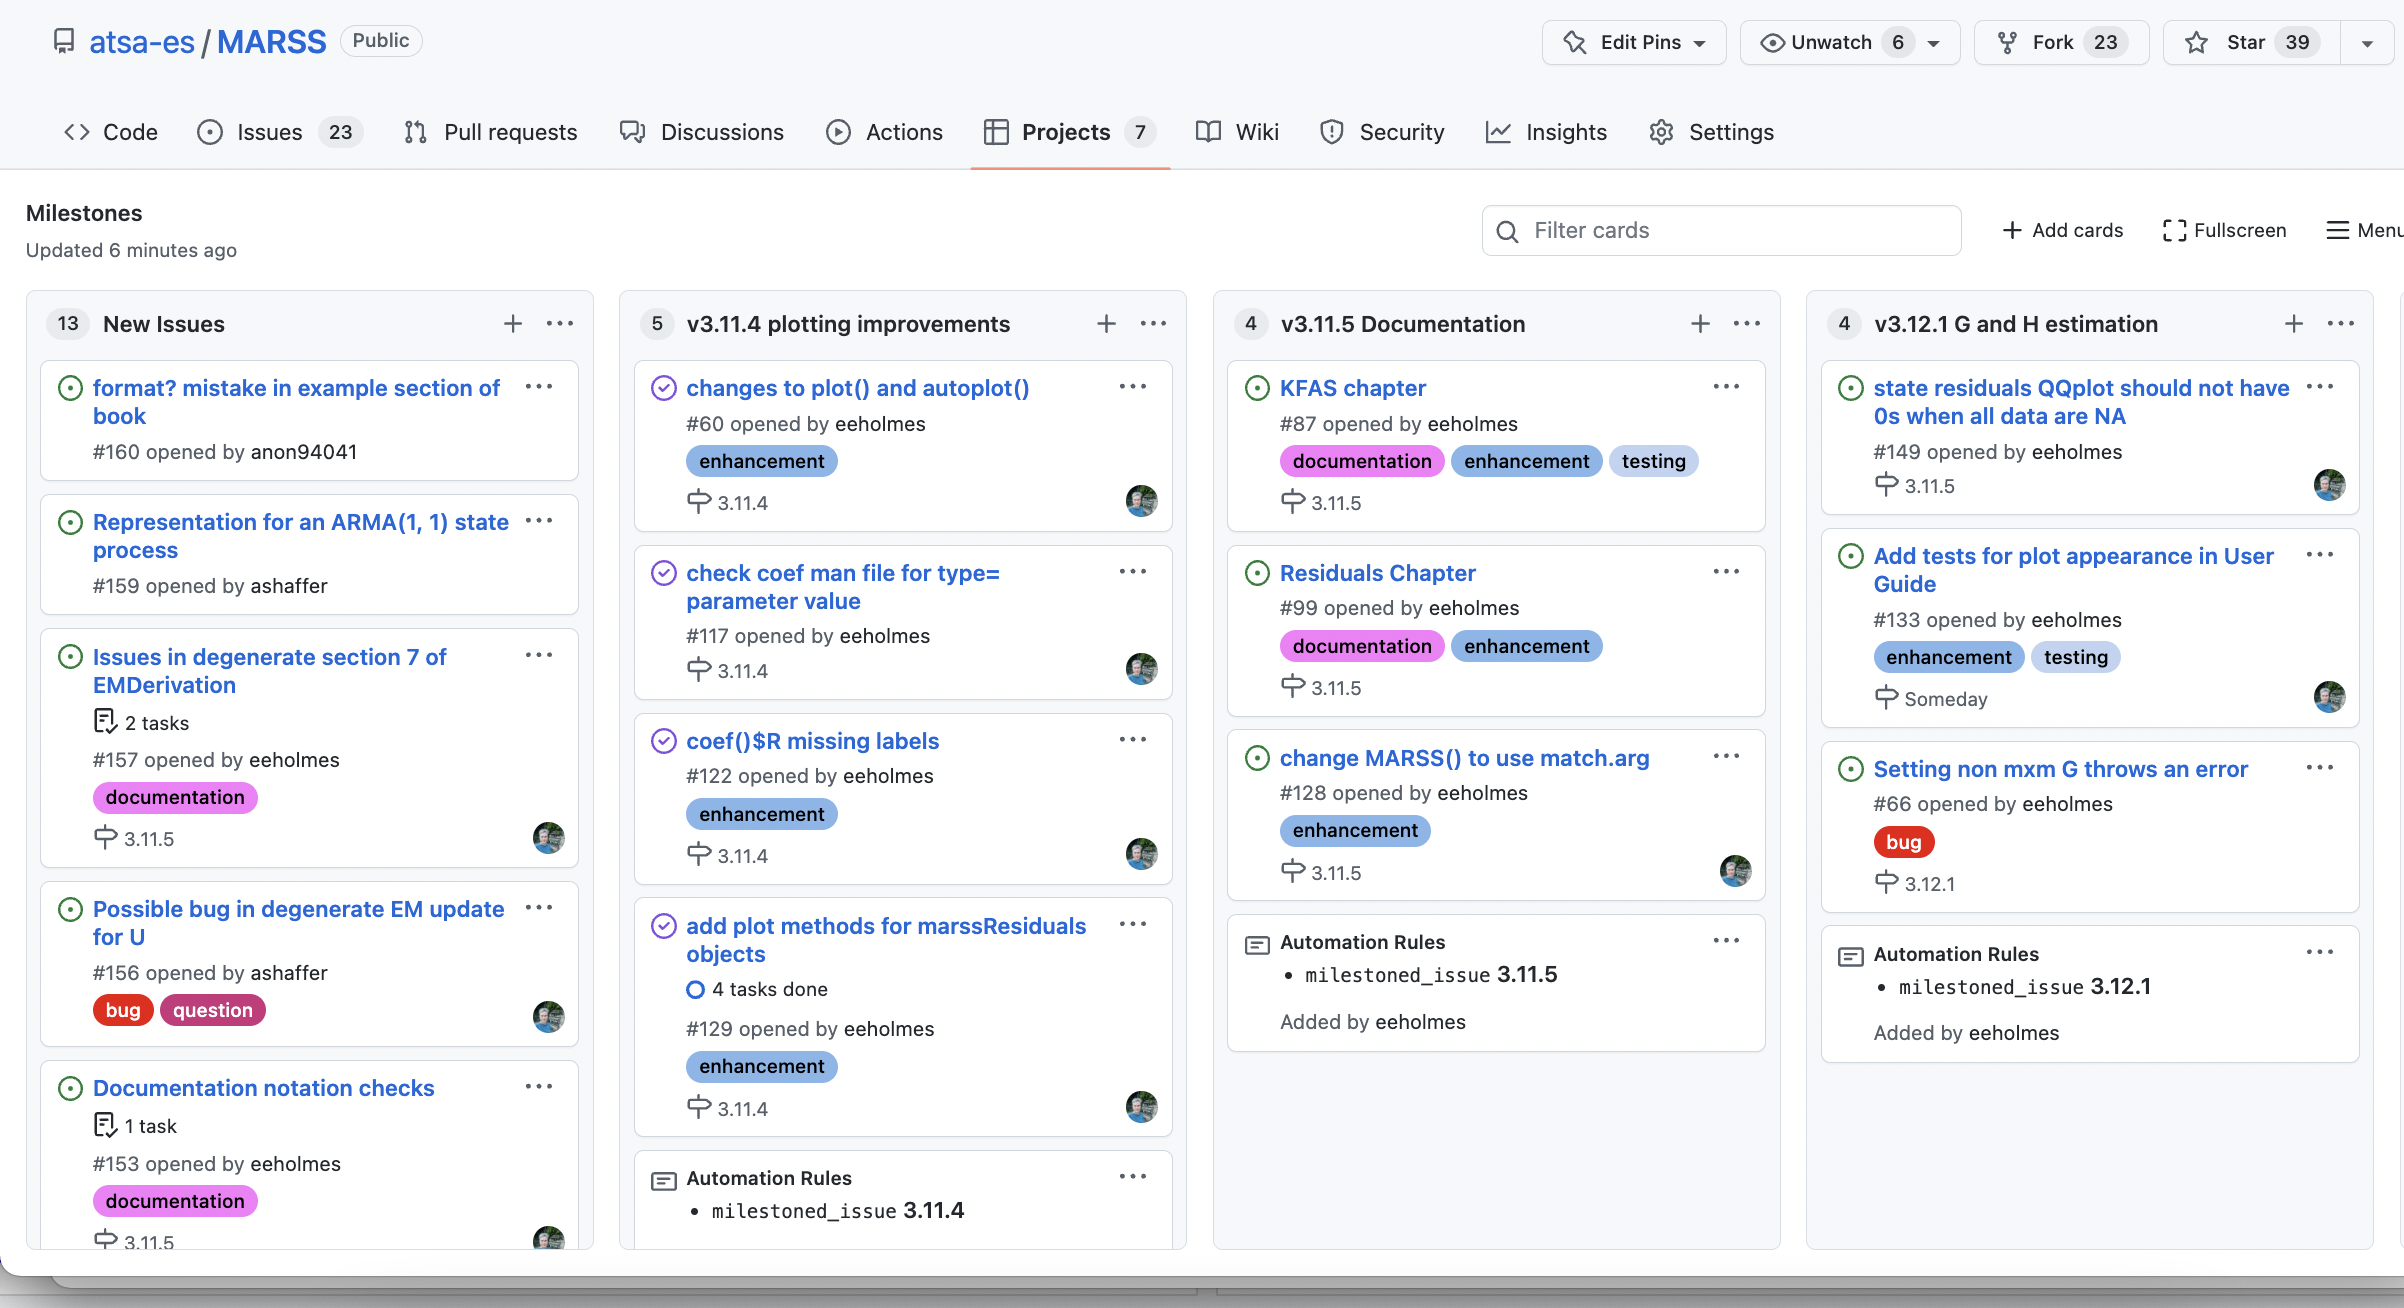 atsa-es / MARSS Public
Edit Pins
Unwatch 6
Fork 23
Star 39
Code
Issues 23
Pull requests
Discussions
Actions
Projects 7
Wiki
Security
Insights
Settings
Milestones
Updated 6 minutes ago
Filter cards
Add cards
Fullscreen
Menu
13 New Issues
format? mistake in example section of
book
#160 opened by anon94041
Representation for an ARMA(1, 1) state
process
#159 opened by ashaffer
Issues in degenerate section 7 of
EMDerivation
2 tasks
#157 opened by eeholmes
documentation
3.11.5
Possible bug in degenerate EM update
for U
#156 opened by ashaffer
bug question
Documentation notation checks
1 task
#153 opened by eeholmes
documentation
3.11.5
5 v3.11.4 plotting improvements
changes to plot() and autoplot()
#60 opened by eeholmes
enhancement
3.11.4
check coef man file for type=
parameter value
#117 opened by eeholmes
3.11.4
coef()$R missing labels
#122 opened by eeholmes
enhancement
3.11.4
add plot methods for marssResiduals
objects
4 tasks done
#129 opened by eeholmes
enhancement
3.11.4
Automation Rules
• milestoned_issue 3.11.4
4 v3.11.5 Documentation
KFAS chapter
#87 opened by eeholmes
documentation enhancement testing
3.11.5
Residuals Chapter
#99 opened by eeholmes
documentation enhancement
3.11.5
change MARSS() to use match.arg
#128 opened by eeholmes
enhancement
3.11.5
Automation Rules
• milestoned_issue 3.11.5
Added by eeholmes
4 v3.12.1 G and H estimation
state residuals QQplot should not have
0s when all data are NA
#149 opened by eeholmes
3.11.5
Add tests for plot appearance in User
Guide
#133 opened by eeholmes
enhancement testing
Someday
Setting non mxm G throws an error
#66 opened by eeholmes
bug
3.12.1
Automation Rules
• milestoned_issue 3.12.1
Added by eeholmes